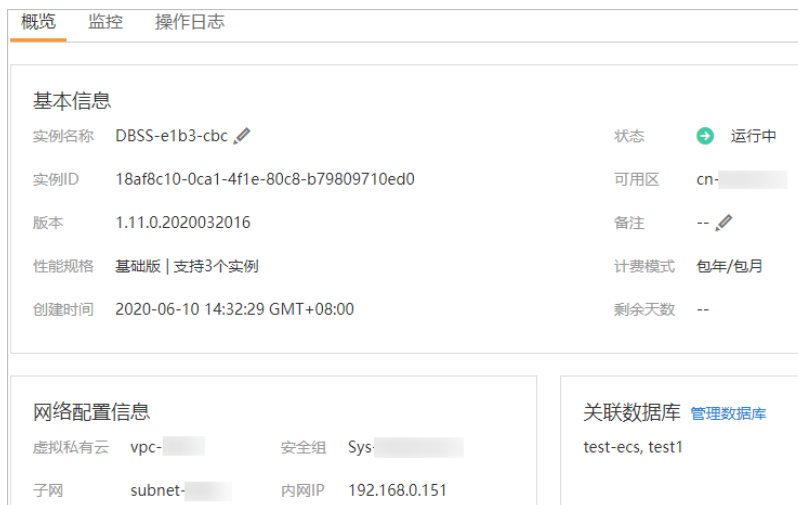 概览 监控 操作日志
基本信息
实例名称 DBSS-e1b3-cbc 状态 运行中
实例ID 18af8c10-0ca1-4f1e-80c8-b79809710ed0 可用区 cn-
版本 1.11.0.2020032016 备注 --
性能规格 基础版 | 支持3个实例 计费模式 包年/包月
创建时间 2020-06-10 14:32:29 GMT+08:00 剩余天数 --
网络配置信息
虚拟私有云 vpc- 安全组 Sys-
子网 subnet- 内网IP 192.168.0.151
关联数据库 管理数据库
test-ecs, test1